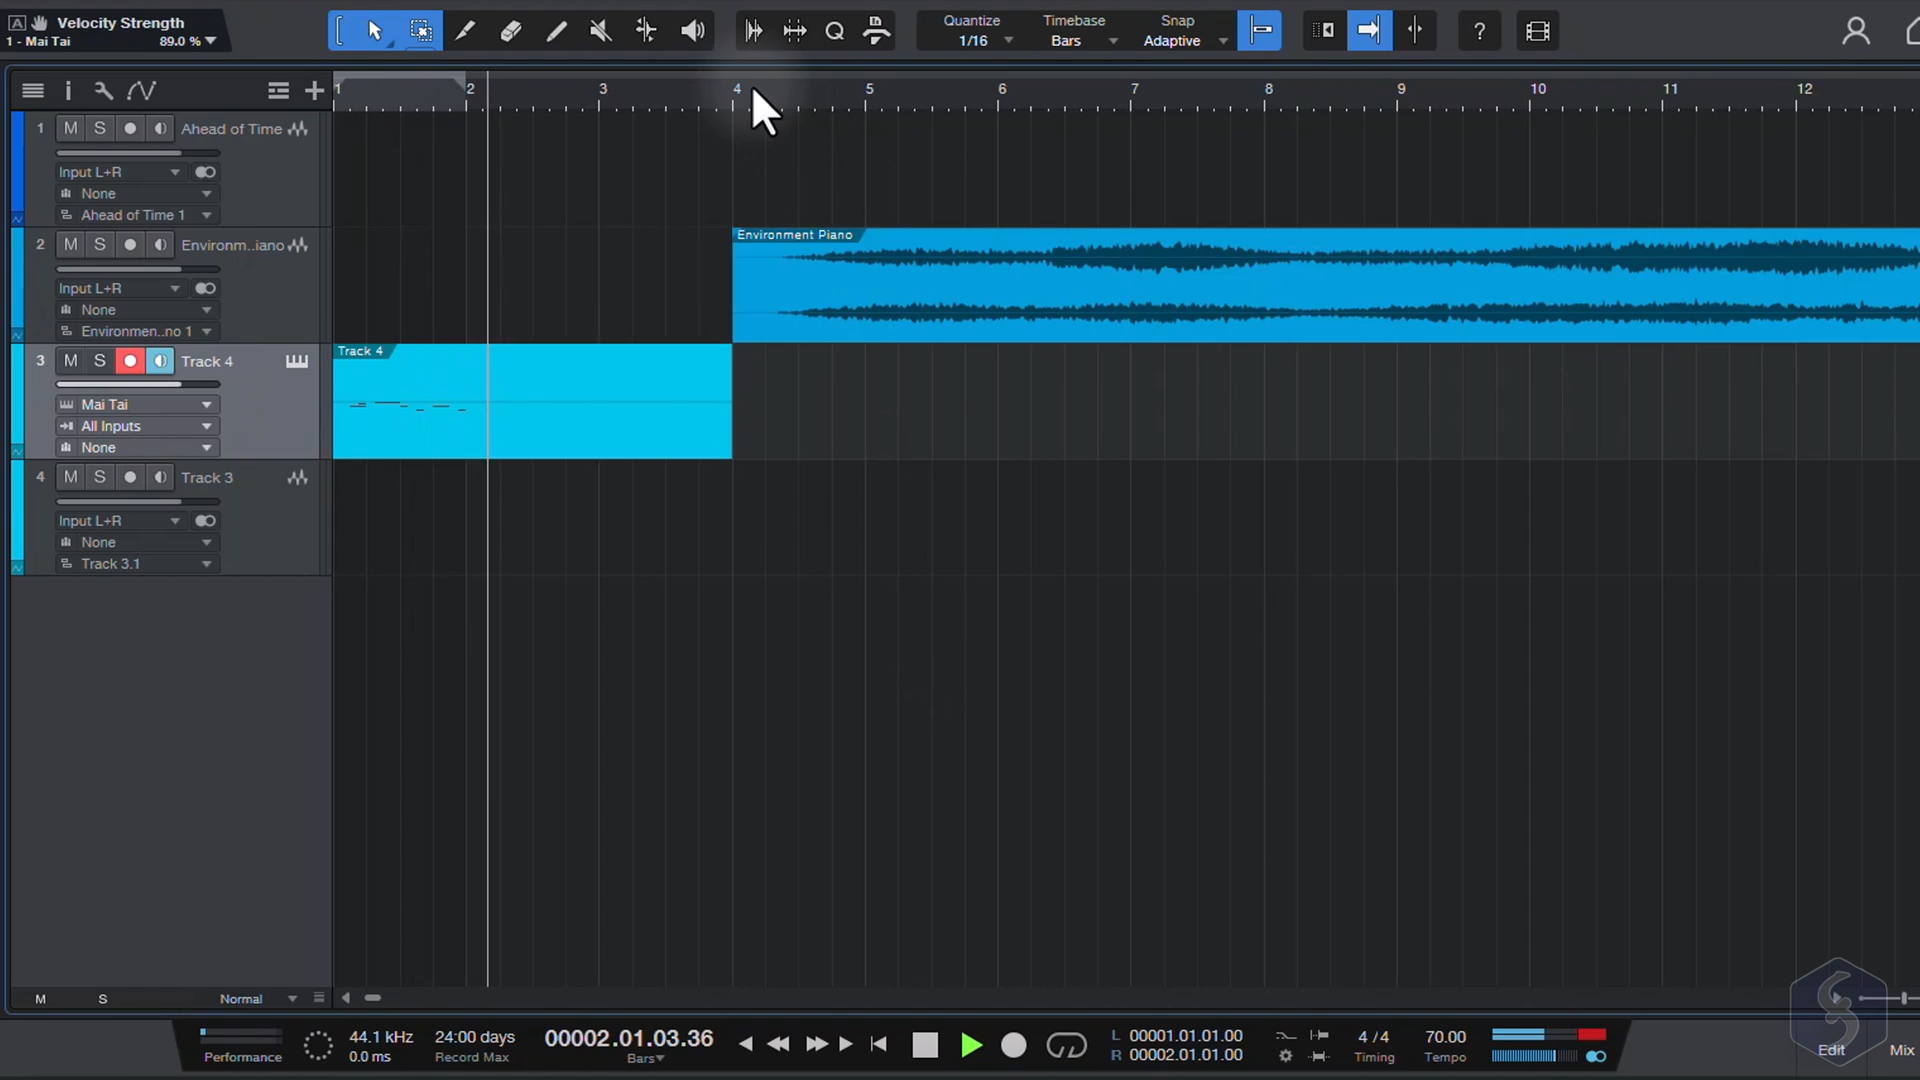 A Velocity Strength
1 - Mai Tai 89.0 %
Quantize
1/16
Timebase
Bars
Snap
Adaptive
?
Q
1 2 3 4 5 6 7 8 9 10 11 12
1 M S Ahead of Time
Input L+R
None
Ahead of Time 1
2 M S Environm..iano
Input L+R
None
Environmen..no 1
Environment Piano
3 M S Track 4
Mai Tai
All Inputs
None
Track 4
4 M S Track 3
Input L+R
None
Track 3.1
M S Normal
Performance
44.1 kHz
0.0 ms
24:00 days
Record Max
00002.01.03.36
Bars
L 00001.01.01.00
R 00002.01.01.00
4 / 4
Timing
70.00
Tempo
Edit
Mix